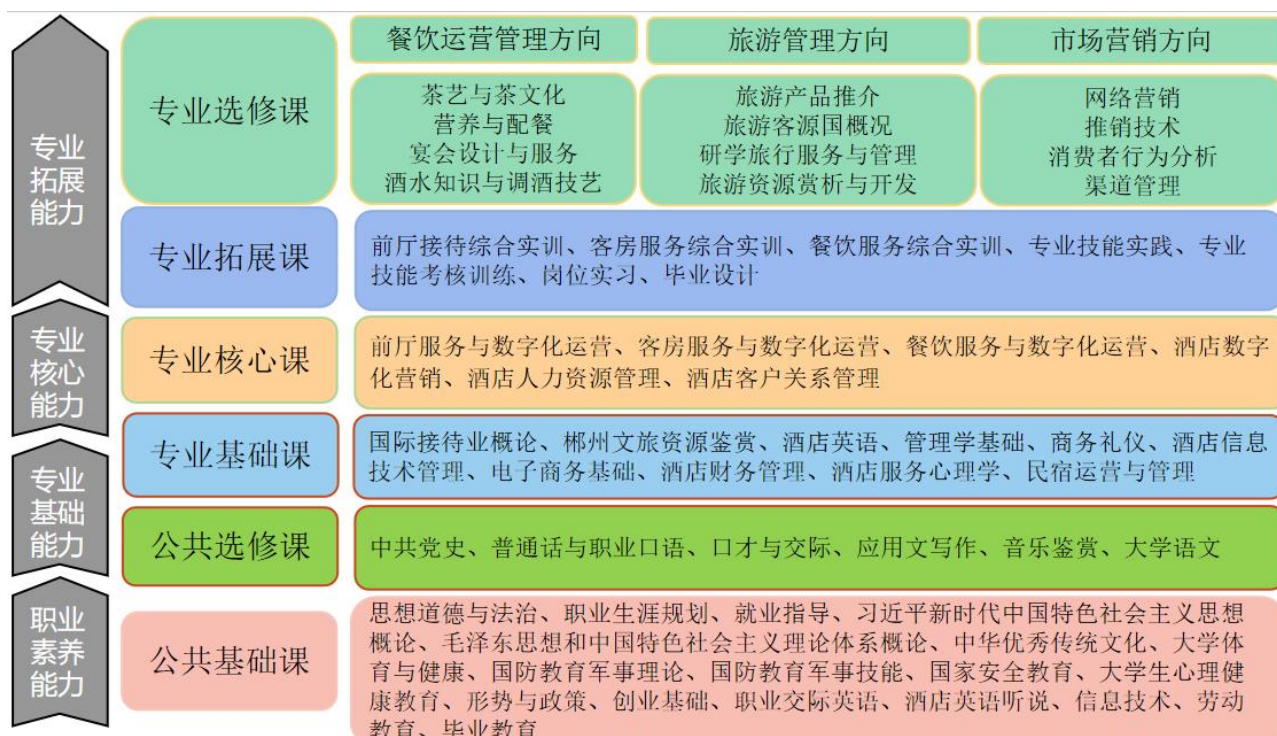 专业
拓展
能力
专业选修课
餐饮运营管理方向
茶艺与茶文化
营养与配餐
宴会设计与服务
酒水知识与调酒技艺
旅游管理方向
旅游产品推介
旅游客源国概况
研学旅行服务与管理
旅游资源赏析与开发
市场营销方向
网络营销
推销技术
消费者行为分析
渠道管理
专业拓展课
前厅接待综合实训、客房服务综合实训、餐饮服务综合实训、专业技能实践、专业
技能考核训练、岗位实习、毕业设计
专业
核心
能力
专业核心课
前厅服务与数字化运营、客房服务与数字化运营、餐饮服务与数字化运营、酒店数字
化营销、酒店人力资源管理、酒店客户关系管理
专业
基础
能力
专业基础课
国际接待业概论、郴州文旅资源鉴赏、酒店英语、管理学基础、商务礼仪、酒店信息
技术管理、电子商务基础、酒店财务管理、酒店服务心理学、民宿运营与管理
公共选修课
中共党史、普通话与职业口语、口才与交际、应用文写作、音乐鉴赏、大学语文
职业
素养
能力
公共基础课
思想道德与法治、职业生涯规划、就业指导、习近平新时代中国特色社会主义思想
概论、毛泽东思想和中国特色社会主义理论体系概论、中华优秀传统文化、大学体
育与健康、国防教育军事理论、国防教育军事技能、国家安全教育、大学生心理健
康教育、形势与政策、创业基础、职业交际英语、酒店英语听说、信息技术、劳动
教育、毕业教育